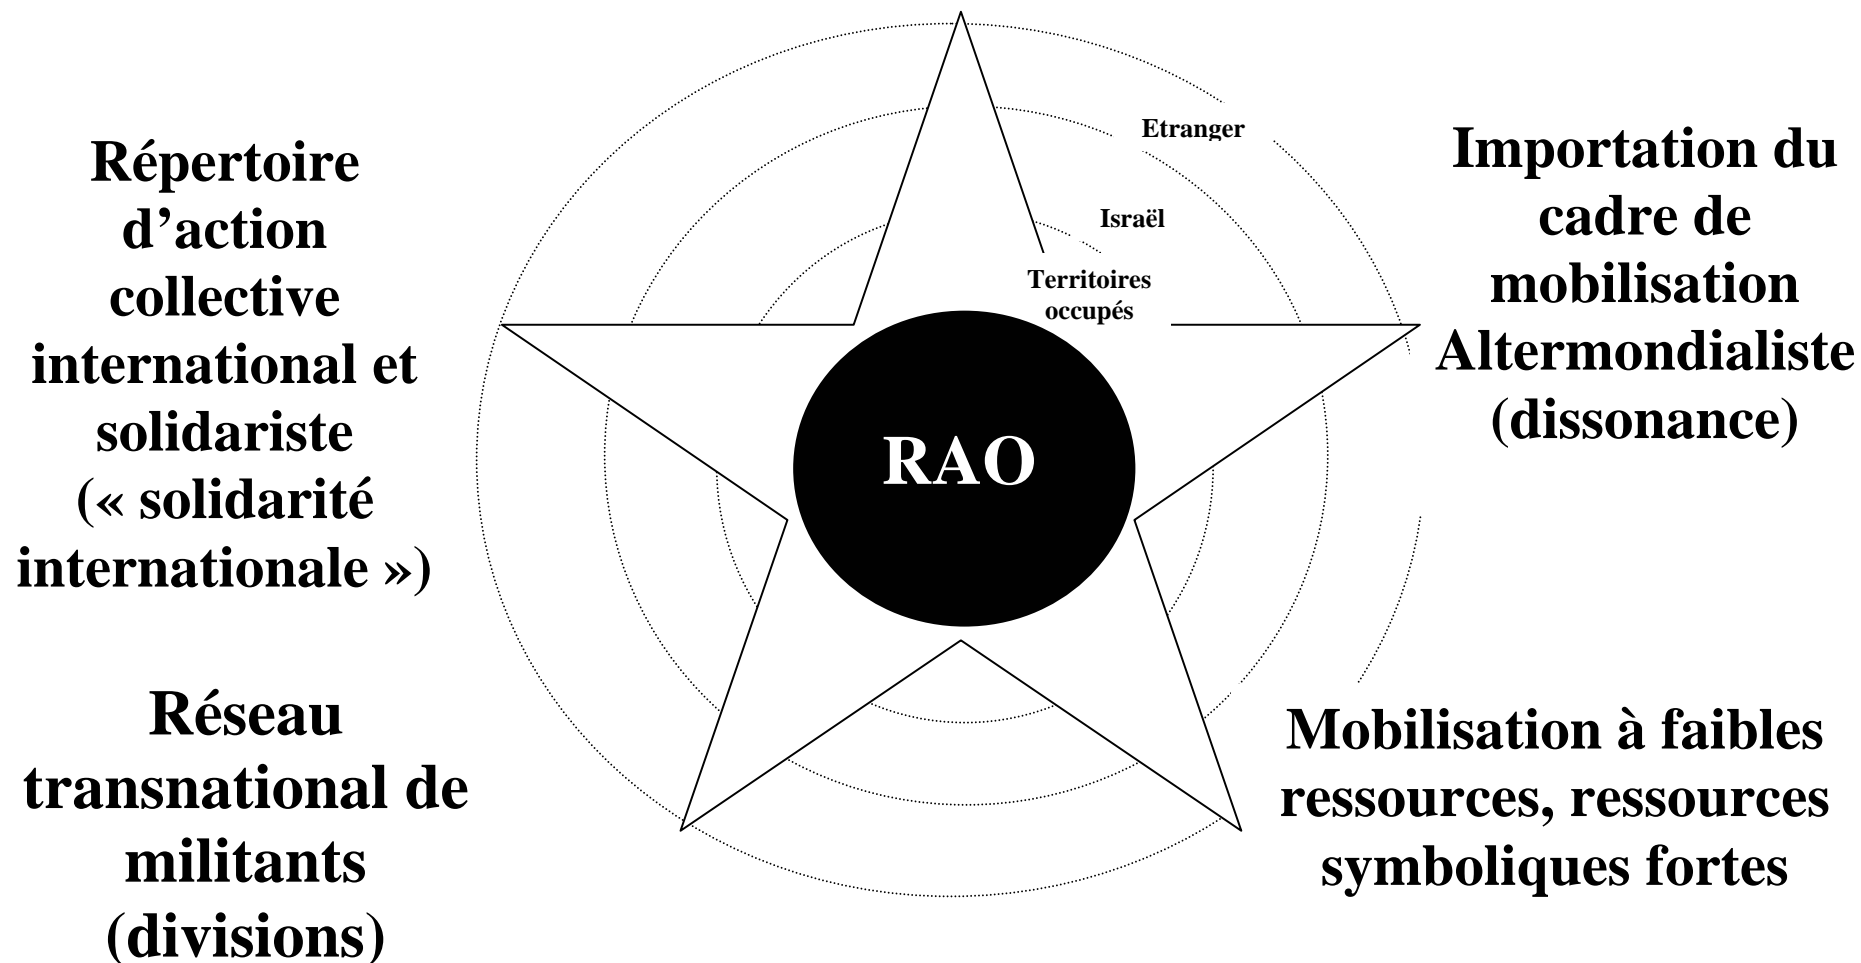 Répertoire
d’action
collective
international et
solidariste
(« solidarité
internationale »)
Réseau
transnational de
militants
(divisions)
Etranger
Israël
Territoires
occupés
RAO
Importation du
cadre de
mobilisation
Altermondialiste
(dissonance)
Mobilisation à faibles
ressources, ressources
symboliques fortes